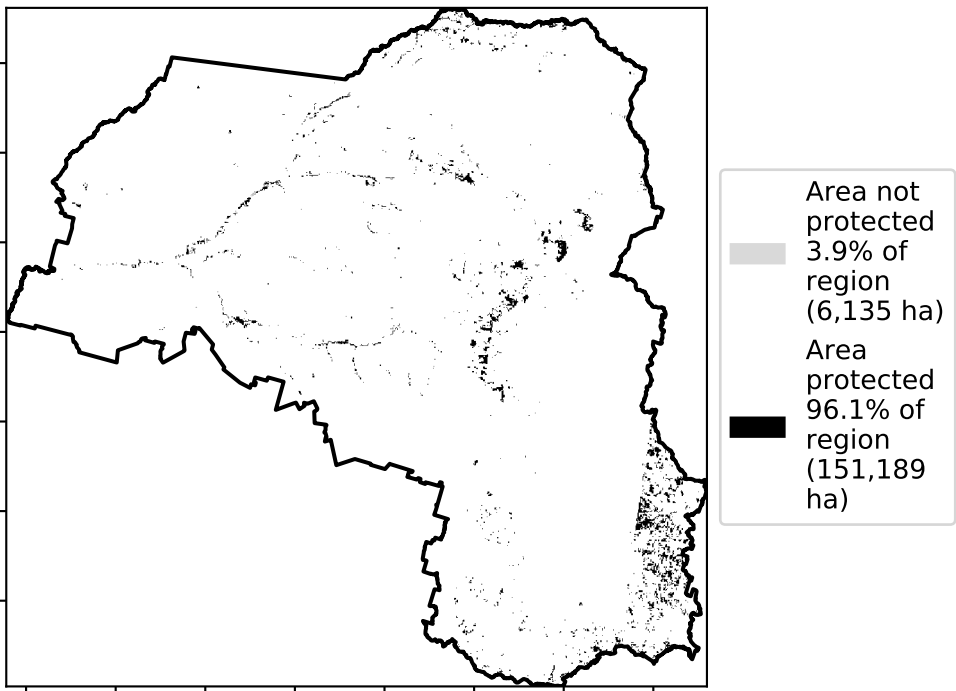 Area not
protected
3.9% of
region
(6,135 ha)
Area
protected
96.1% of
region
(151,189
ha)